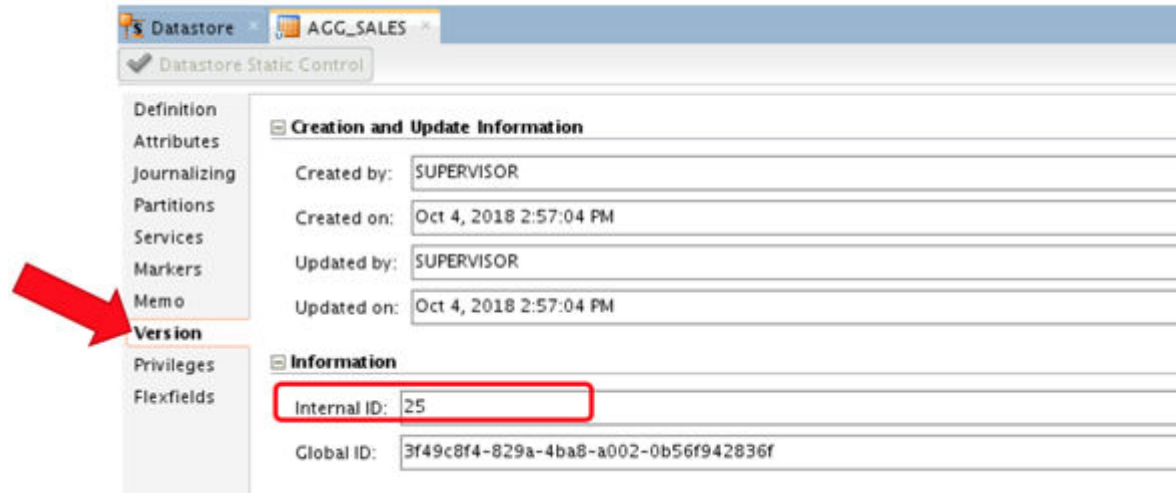 Datastore AGG_SALES
Datastore Static Control
Definition
Attributes
Journalizing
Partitions
Services
Markers
Memo
Version
Privileges
Flexfields
Creation and Update Information
Created by: SUPERVISOR
Created on: Oct 4, 2018 2:57:04 PM
Updated by: SUPERVISOR
Updated on: Oct 4, 2018 2:57:04 PM
Information
Internal ID: 25
Global ID: 3f49c8f4-829a-4ba8-a002-0b56f942836f